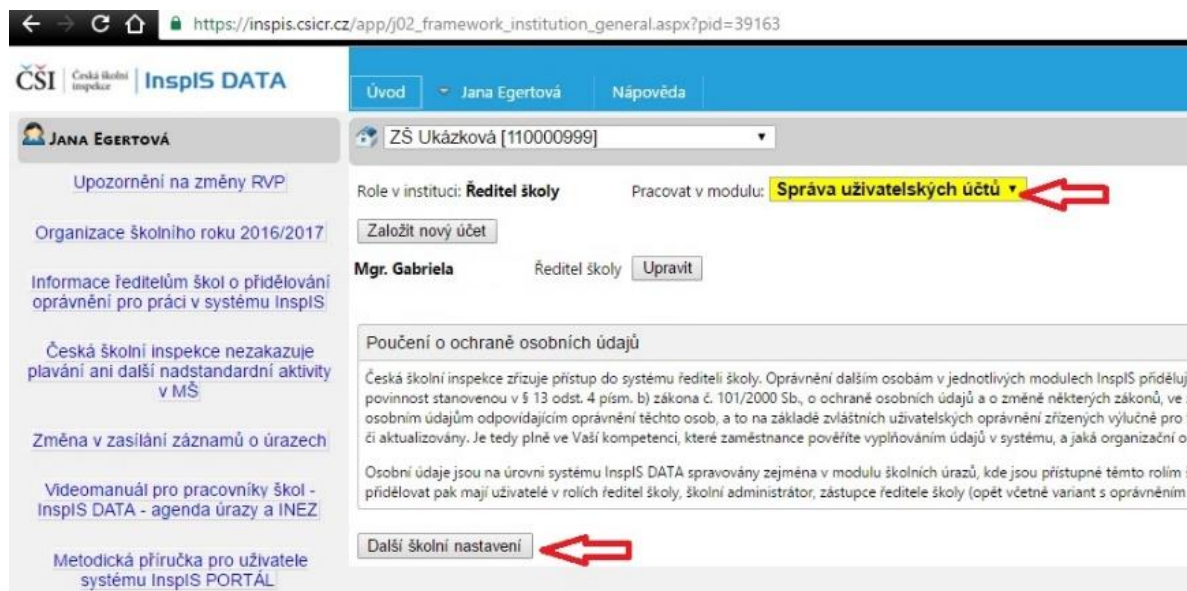 https://inspis.csicr.cz/app/j02_framework_institution_general.aspx?pid=39163
ČŠI Česká školní inspekce InspIS DATA
Úvod Jana Egertová Nápověda
JANA EGERTOVÁ
ZŠ Ukázková [110000999]
Upozornění na změny RVP
Role v instituci: Ředitel školy Pracovat v modulu: Správa uživatelských účtů
Organizace školního roku 2016/2017
Založit nový účet
Mgr. Gabriela Ředitel školy Upravit
Informace ředitelům škol o přidělování
oprávnění pro práci v systému InspIS
Poučení o ochraně osobních údajů
Česká školní inspekce nezakazuje
plavání ani další nadstandardní aktivity
v MŠ
Česká školní inspekce zřizuje přístup do systému řediteli školy. Oprávnění dalším osobám v jednotlivých modulech InspIS přiděluj
povinnost stanovenou v § 13 odst. 4 písm. b) zákona č. 101/2000 Sb., o ochraně osobních údajů a o změně některých zákonů, ve
osobním údajům odpovídajícím oprávnění těchto osob, a to na základě zvláštních uživatelských oprávnění zřízených výlučně pro
či aktualizovány. Je tedy plně ve Vaší kompetenci, které zaměstnance pověříte vyplňováním údajů v systému, a jaká organizační o
Změna v zasílání záznamů o úrazech
Osobní údaje jsou na úrovni systému InspIS DATA spravovány zejména v modulu školních úrazů, kde jsou přístupné těmto rolím
přidělovat pak mají uživatelé v rolích ředitel školy, školní administrátor, zástupce ředitele školy (opět včetně variant s oprávněním
Videomanuál pro pracovníky škol -
InspIS DATA - agenda úrazy a INEZ
Další školní nastavení
Metodická příručka pro uživatele
systému InspIS PORTÁL